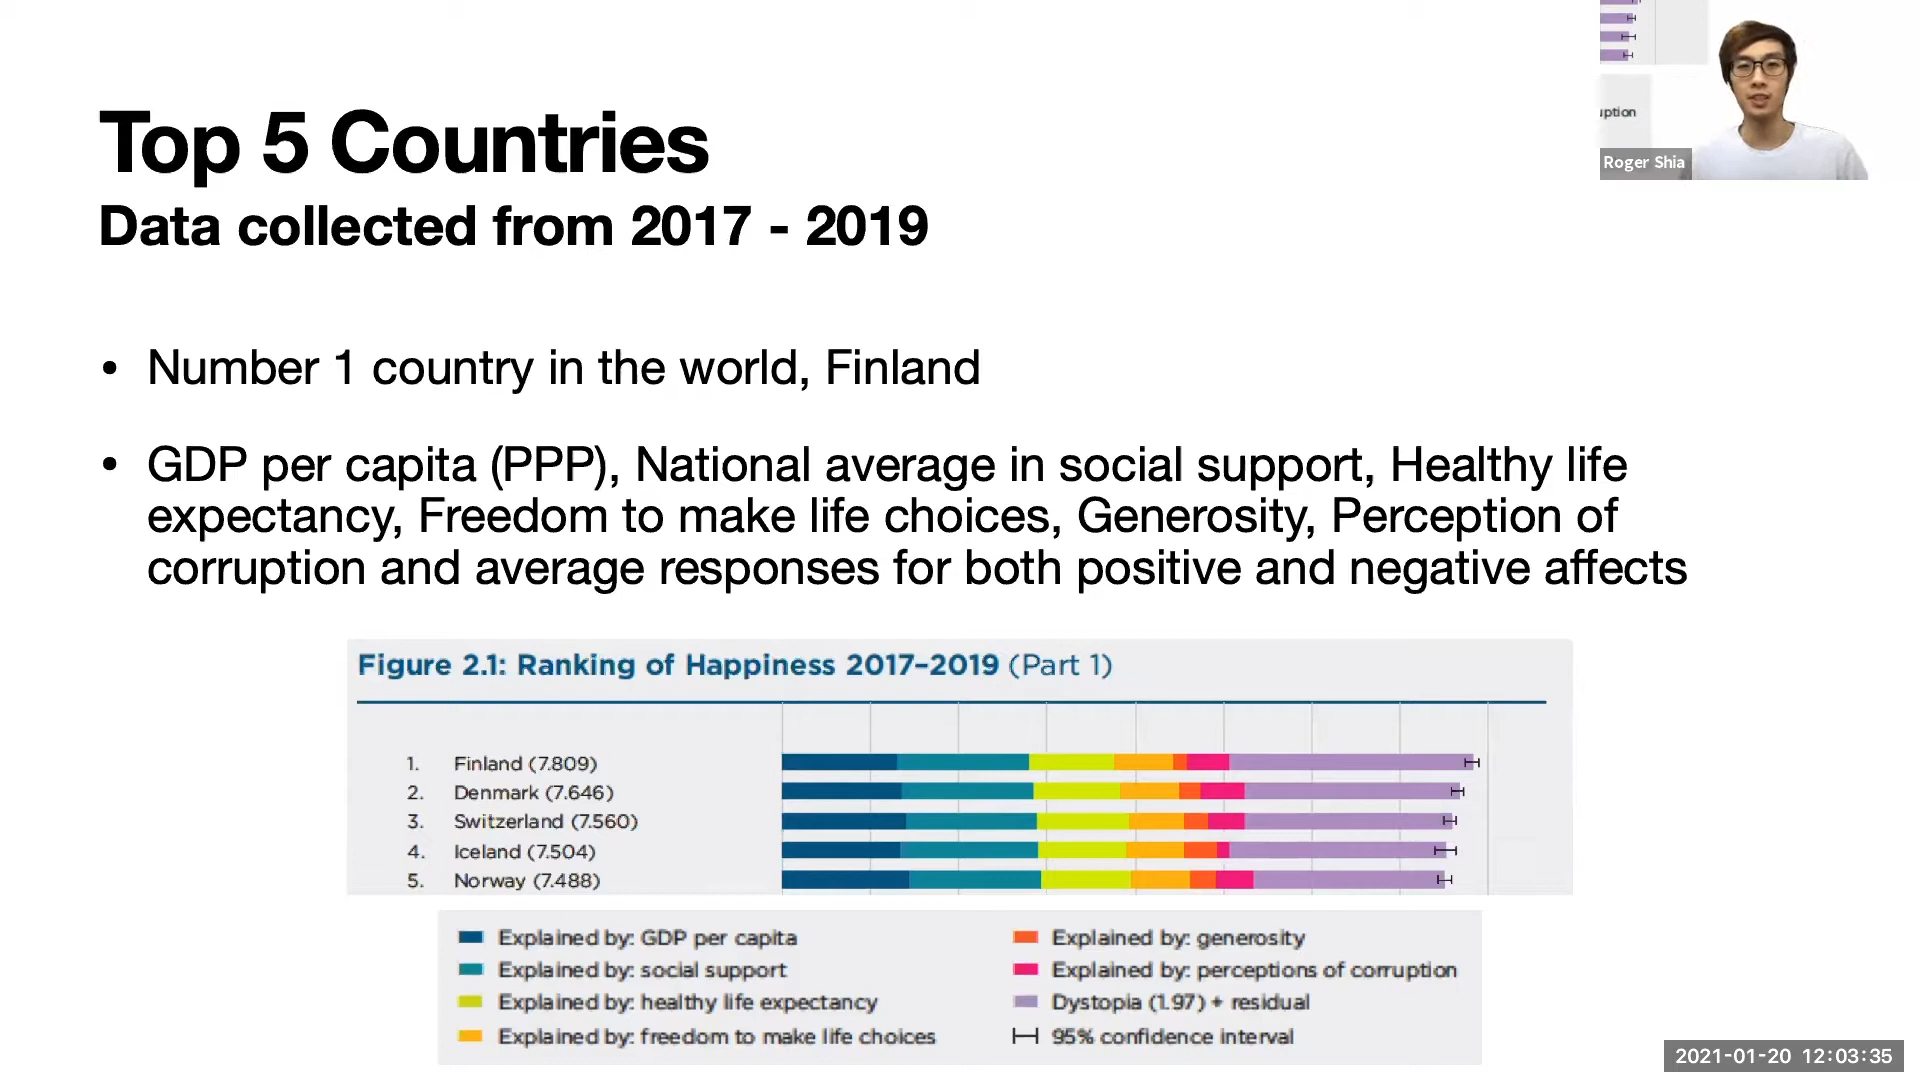 Top 5 Countries
Data collected from 2017 - 2019
uption
Roger Shia
• Number 1 country in the world, Finland
• GDP per capita (PPP), National average in social support, Healthy life
expectancy, Freedom to make life choices, Generosity, Perception of
corruption and average responses for both positive and negative affects
Figure 2.1: Ranking of Happiness 2017–2019 (Part 1)
1. Finland (7.809)
2. Denmark (7.646)
3. Switzerland (7.560)
4. Iceland (7.504)
5. Norway (7.488)
Explained by: GDP per capita
Explained by: social support
Explained by: healthy life expectancy
Explained by: freedom to make life choices
Explained by: generosity
Explained by: perceptions of corruption
Dystopia (1.97) + residual
95% confidence interval
2021-01-20 12:03:35